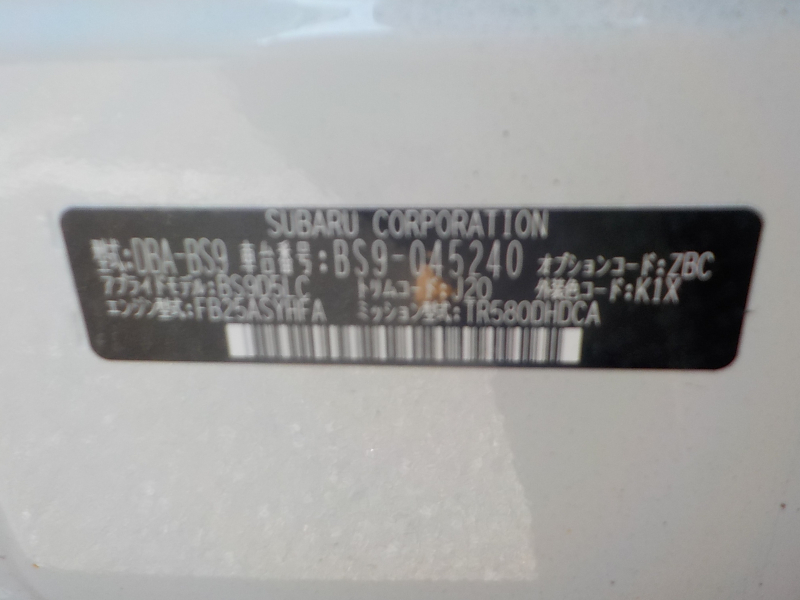 SUBARU CORPORATION
型式:DBA-BS9 車台番号:BS9-045240 オプションコード:ZBC
アプライドモデル:BS9D5LC トリムコード:J20 外装色コード:K1X
エンジン型式:FB25ASYHFA ミッション型式:TR580DHDCA